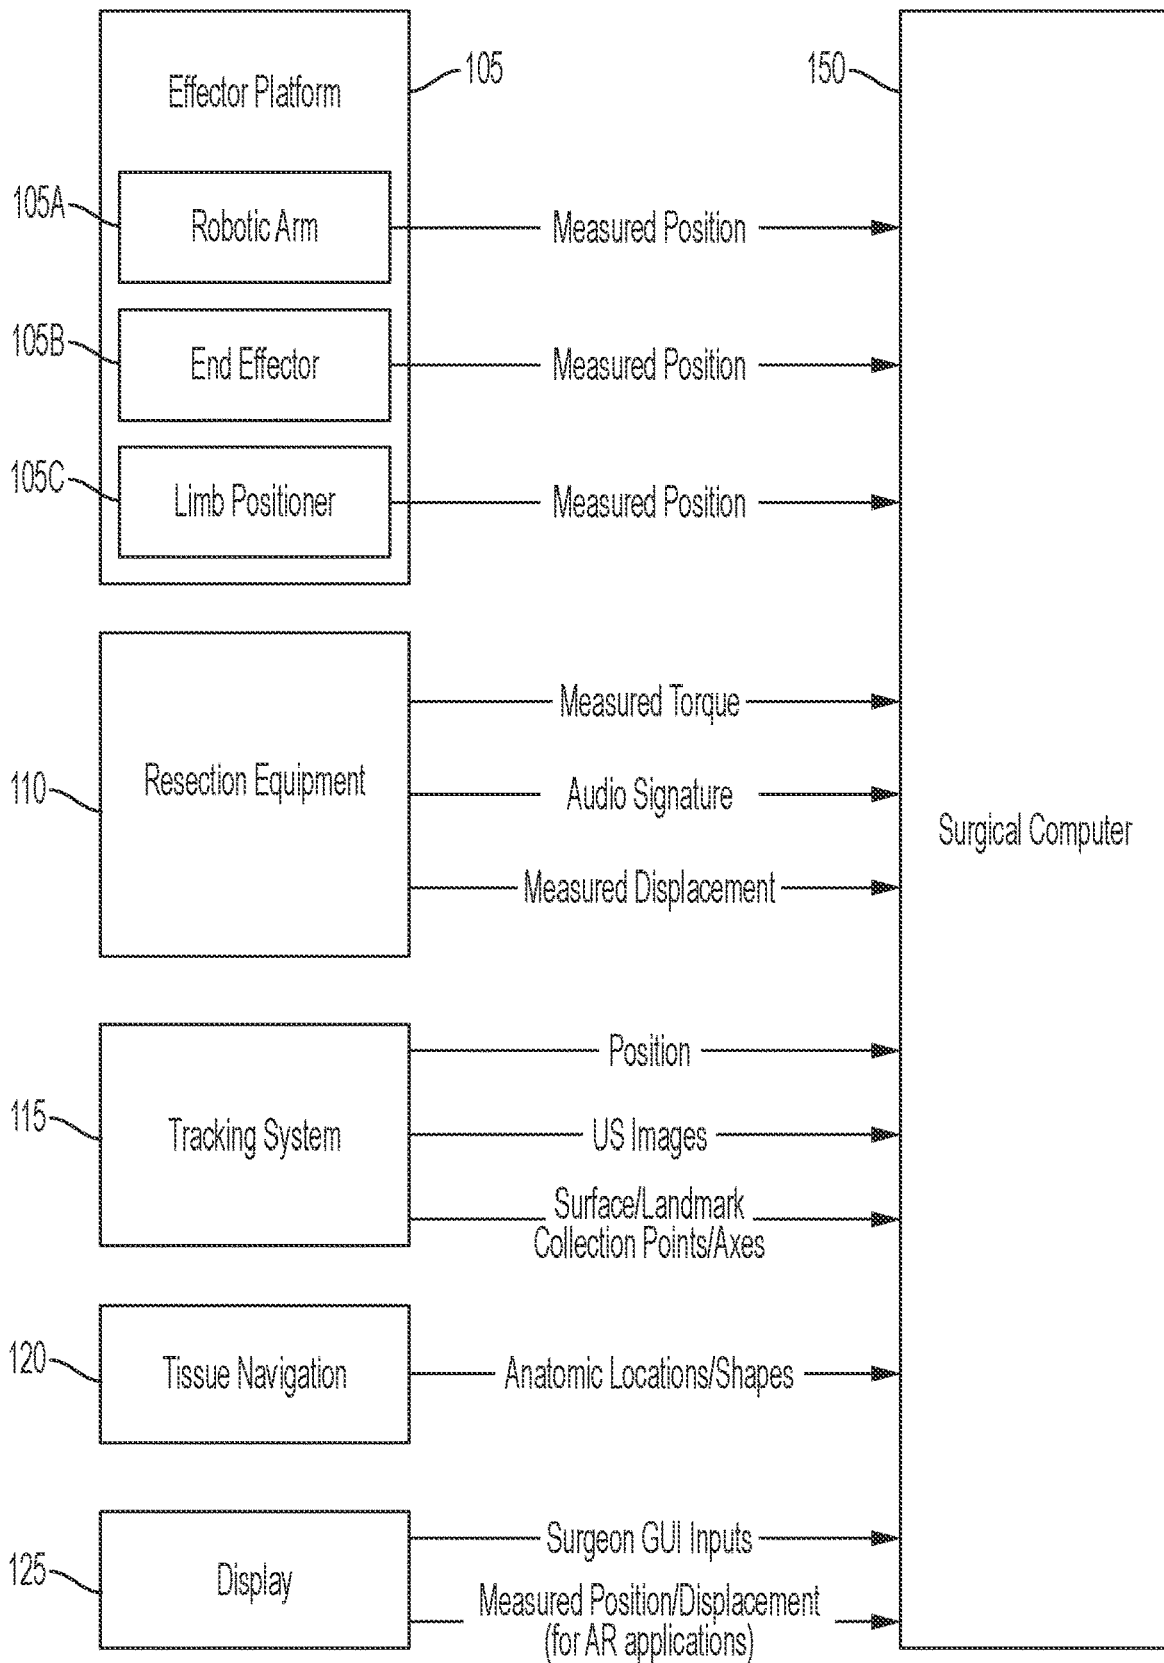 Effector Platform
105
150
105A
Robotic Arm
Measured Position
105B
End Effector
Measured Position
105C
Limb Positioner
Measured Position
110
Resection Equipment
Measured Torque
Audio Signature
Measured Displacement
Surgical Computer
115
Tracking System
Position
US Images
Surface/Landmark
Collection Points/Axes
120
Tissue Navigation
Anatomic Locations/Shapes
125
Display
Surgeon GUI Inputs
Measured Position/Displacement
(for AR applications)